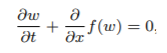 ∂w/∂t + ∂/∂x f(w) = 0,